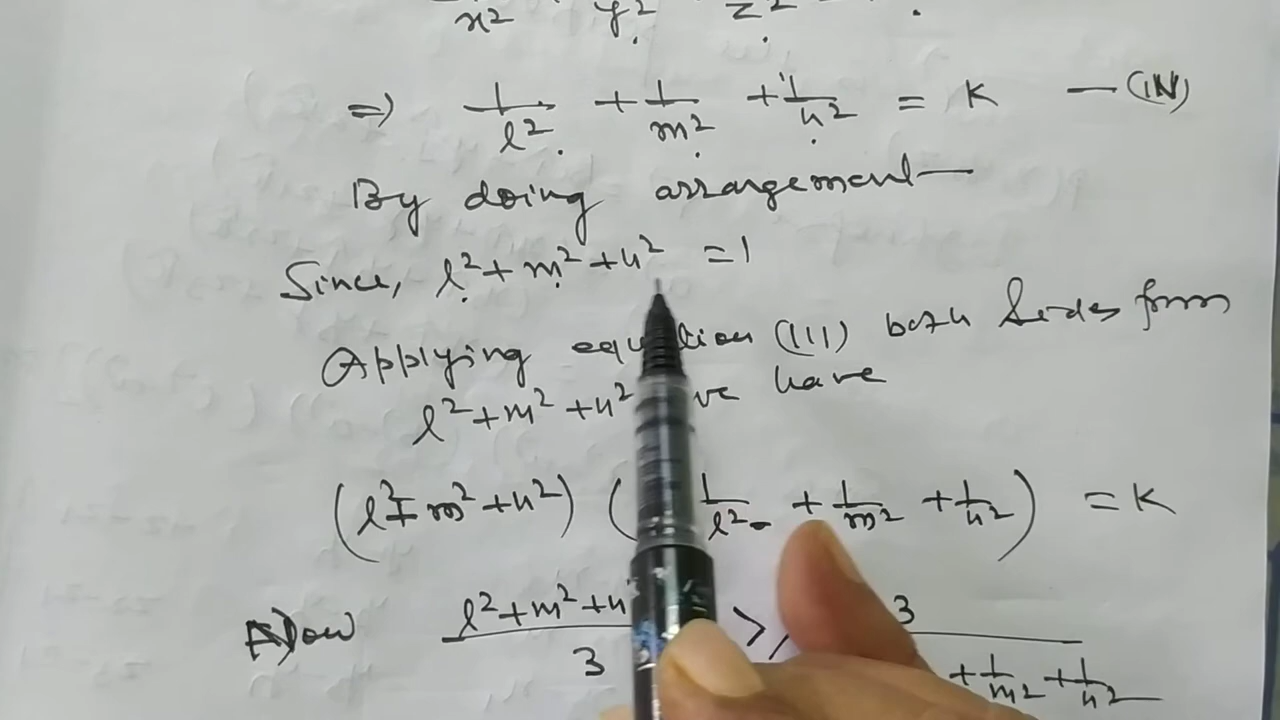 x² y² z²
⇒) 1/l² + 1/m² + 1/n² = K — (IV)
By doing arrangement—
Since, l² + m² + n² = 1
Applying equation (III) both sides from
l² + m² + n² we have
(l² + m² + n²) ( 1/l² + 1/m² + 1/n² ) = K
Now l² + m² + n² / 3 ≥ 3 / + 1/m² + 1/n²